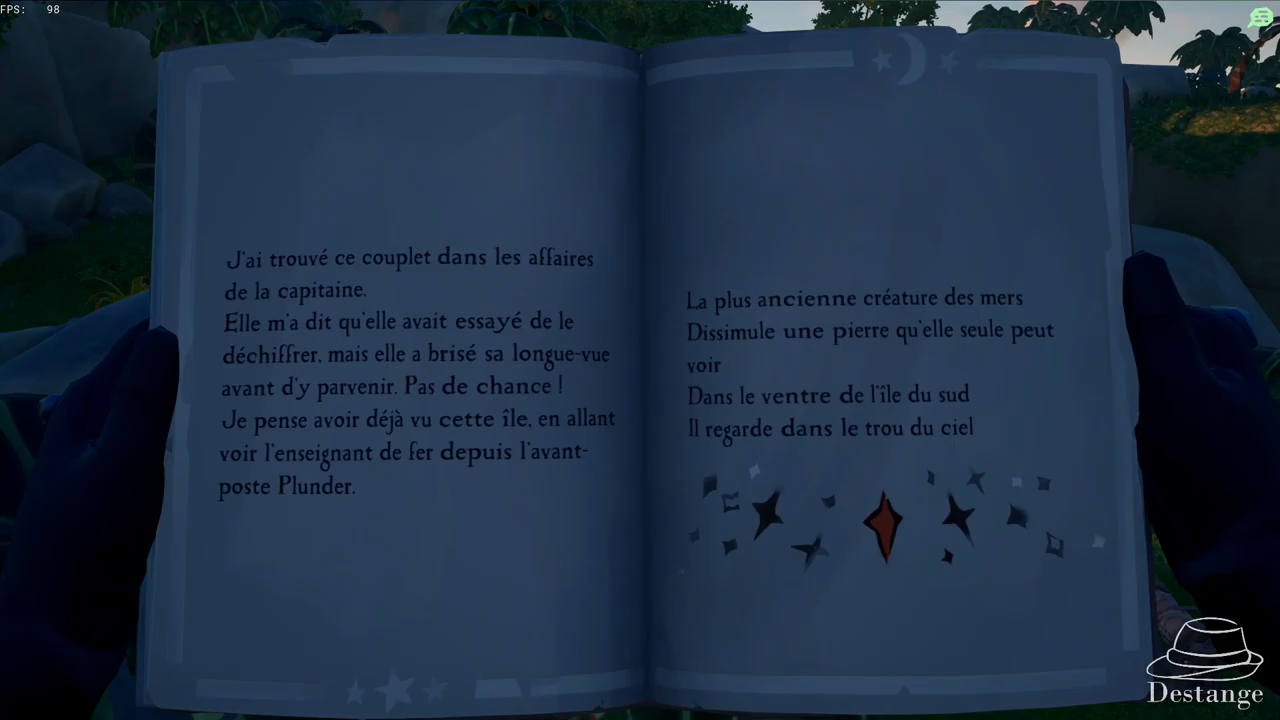 FPS: 98
J'ai trouvé ce couplet dans les affaires
de la capitaine.
Elle m'a dit qu'elle avait essayé de le
déchiffrer, mais elle a brisé sa longue-vue
avant d'y parvenir. Pas de chance !
Je pense avoir déjà vu cette île, en allant
voir l'enseignant de fer depuis l'avant-
poste Plunder.
La plus ancienne créature des mers
Dissimule une pierre qu'elle seule peut
voir
Dans le ventre de l'île du sud
Il regarde dans le trou du ciel
Destange